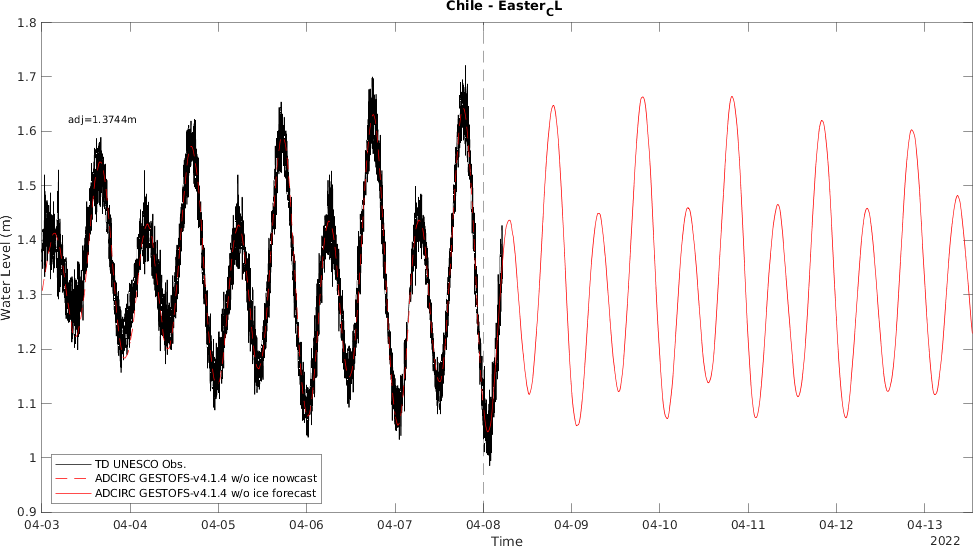 Chile - Easter_CL
1.8
1.7
1.6
1.5
1.4
1.3
1.2
1.1
1
0.9
Water Level (m)
adj=1.3744m
TD UNESCO Obs.
ADCIRC GESTOFS-v4.1.4 w/o ice nowcast
ADCIRC GESTOFS-v4.1.4 w/o ice forecast
04-03 04-04 04-05 04-06 04-07 04-08 04-09 04-10 04-11 04-12 04-13
Time
2022